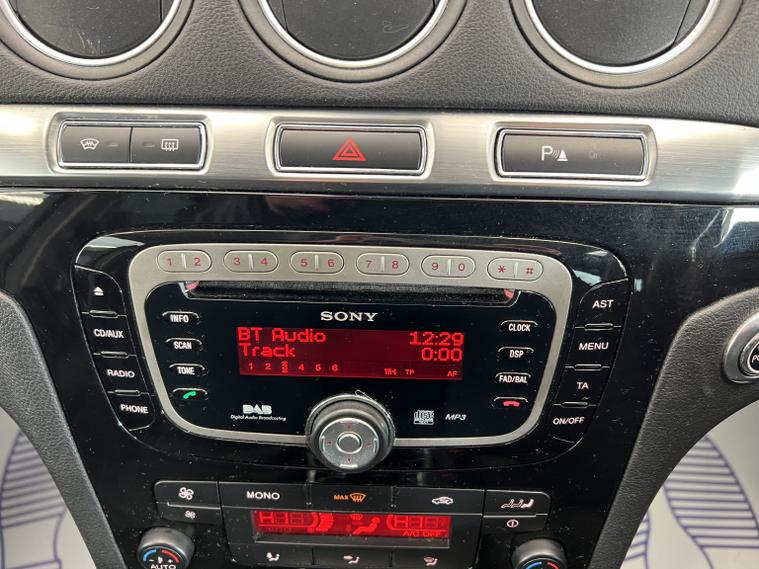 P
1 2 3 4 5 6 7 8 9 0 * #
SONY
INFO
CLOCK
AST
CD/AUX
SCAN
BT Audio 12:29
Track 0:00
1 2 3 4 5 6 TP AF
DSP
MENU
RADIO
TONE
FAD/BAL
TA
PHONE
DAB
Digital Audio Broadcasting
MP3
ON/OFF
MONO
MAX
A/C OFF
AUTO